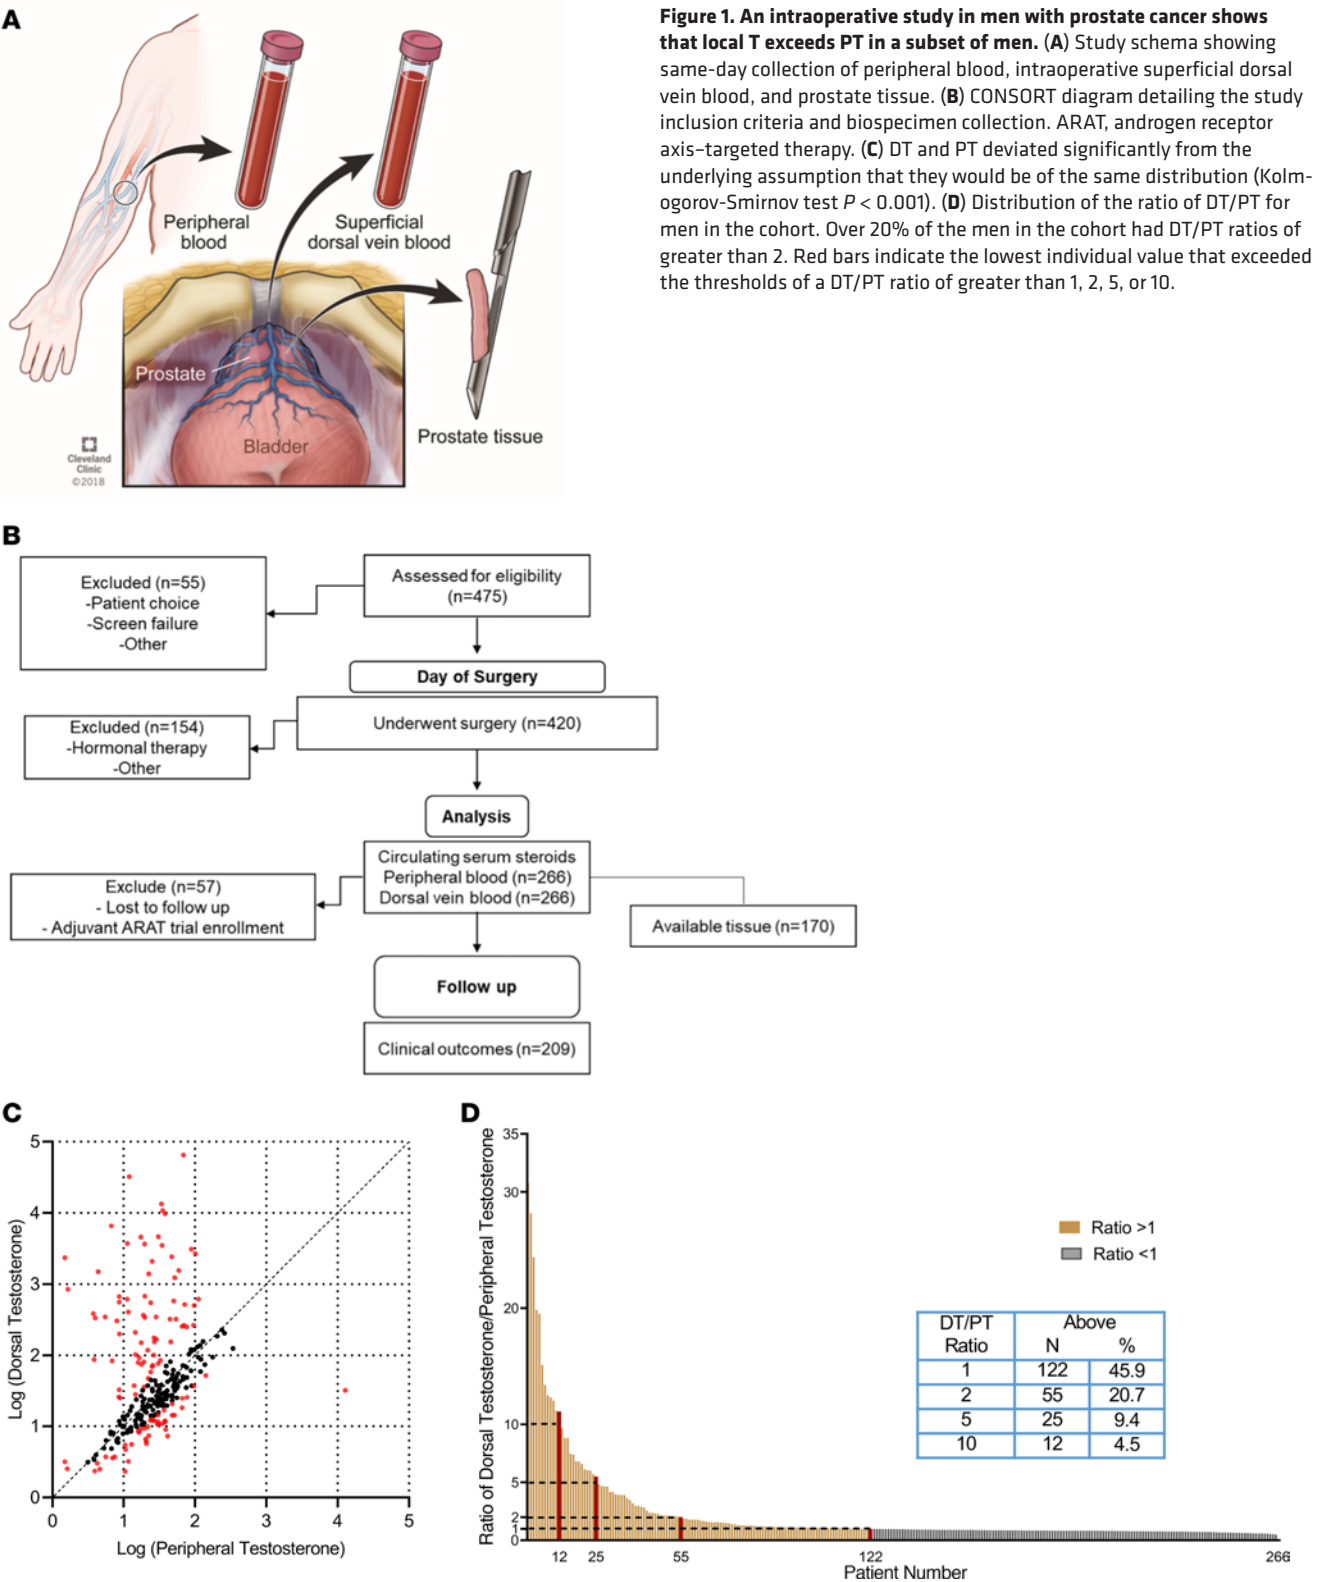 A
Peripheral
blood
Superficial
dorsal vein blood
Prostate
Bladder
Prostate tissue
Cleveland
Clinic
©2018
Figure 1. An intraoperative study in men with prostate cancer shows
that local T exceeds PT in a subset of men. (A) Study schema showing
same-day collection of peripheral blood, intraoperative superficial dorsal
vein blood, and prostate tissue. (B) CONSORT diagram detailing the study
inclusion criteria and biospecimen collection. ARAT, androgen receptor
axis–targeted therapy. (C) DT and PT deviated significantly from the
underlying assumption that they would be of the same distribution (Kolm-
ogorov-Smirnov test P < 0.001). (D) Distribution of the ratio of DT/PT for
men in the cohort. Over 20% of the men in the cohort had DT/PT ratios of
greater than 2. Red bars indicate the lowest individual value that exceeded
the thresholds of a DT/PT ratio of greater than 1, 2, 5, or 10.
B
Assessed for eligibility
(n=475)
Excluded (n=55)
-Patient choice
-Screen failure
-Other
Day of Surgery
Underwent surgery (n=420)
Excluded (n=154)
-Hormonal therapy
-Other
Analysis
Circulating serum steroids
Peripheral blood (n=266)
Dorsal vein blood (n=266)
Exclude (n=57)
- Lost to follow up
- Adjuvant ARAT trial enrollment
Available tissue (n=170)
Follow up
Clinical outcomes (n=209)
C
Log (Dorsal Testosterone)
5
4
3
2
1
0
0 1 2 3 4 5
Log (Peripheral Testosterone)
D
Ratio of Dorsal Testosterone/Peripheral Testosterone
35
30
20
10
5
2
1
0
12 25 55 122 266
Patient Number
Ratio >1
Ratio <1
DT/PT Above
Ratio N %
1 122 45.9
2 55 20.7
5 25 9.4
10 12 4.5